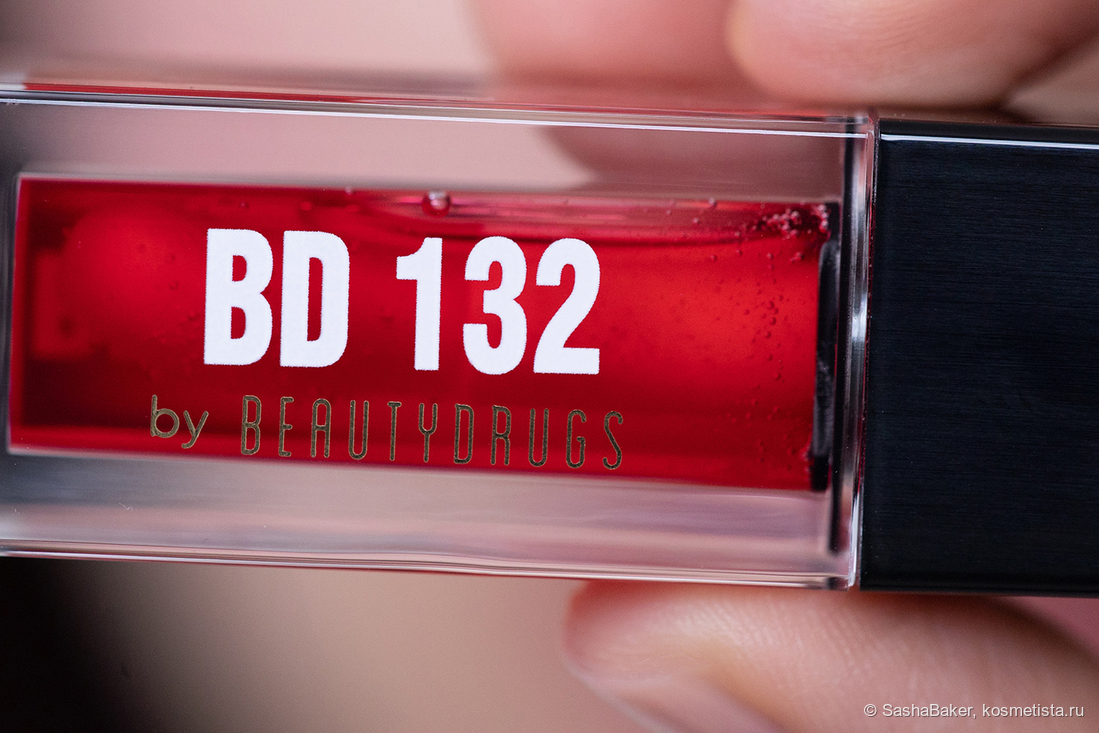 BD 132
by BEAUTYDRUGS
© SashaBaker, kosmetista.ru